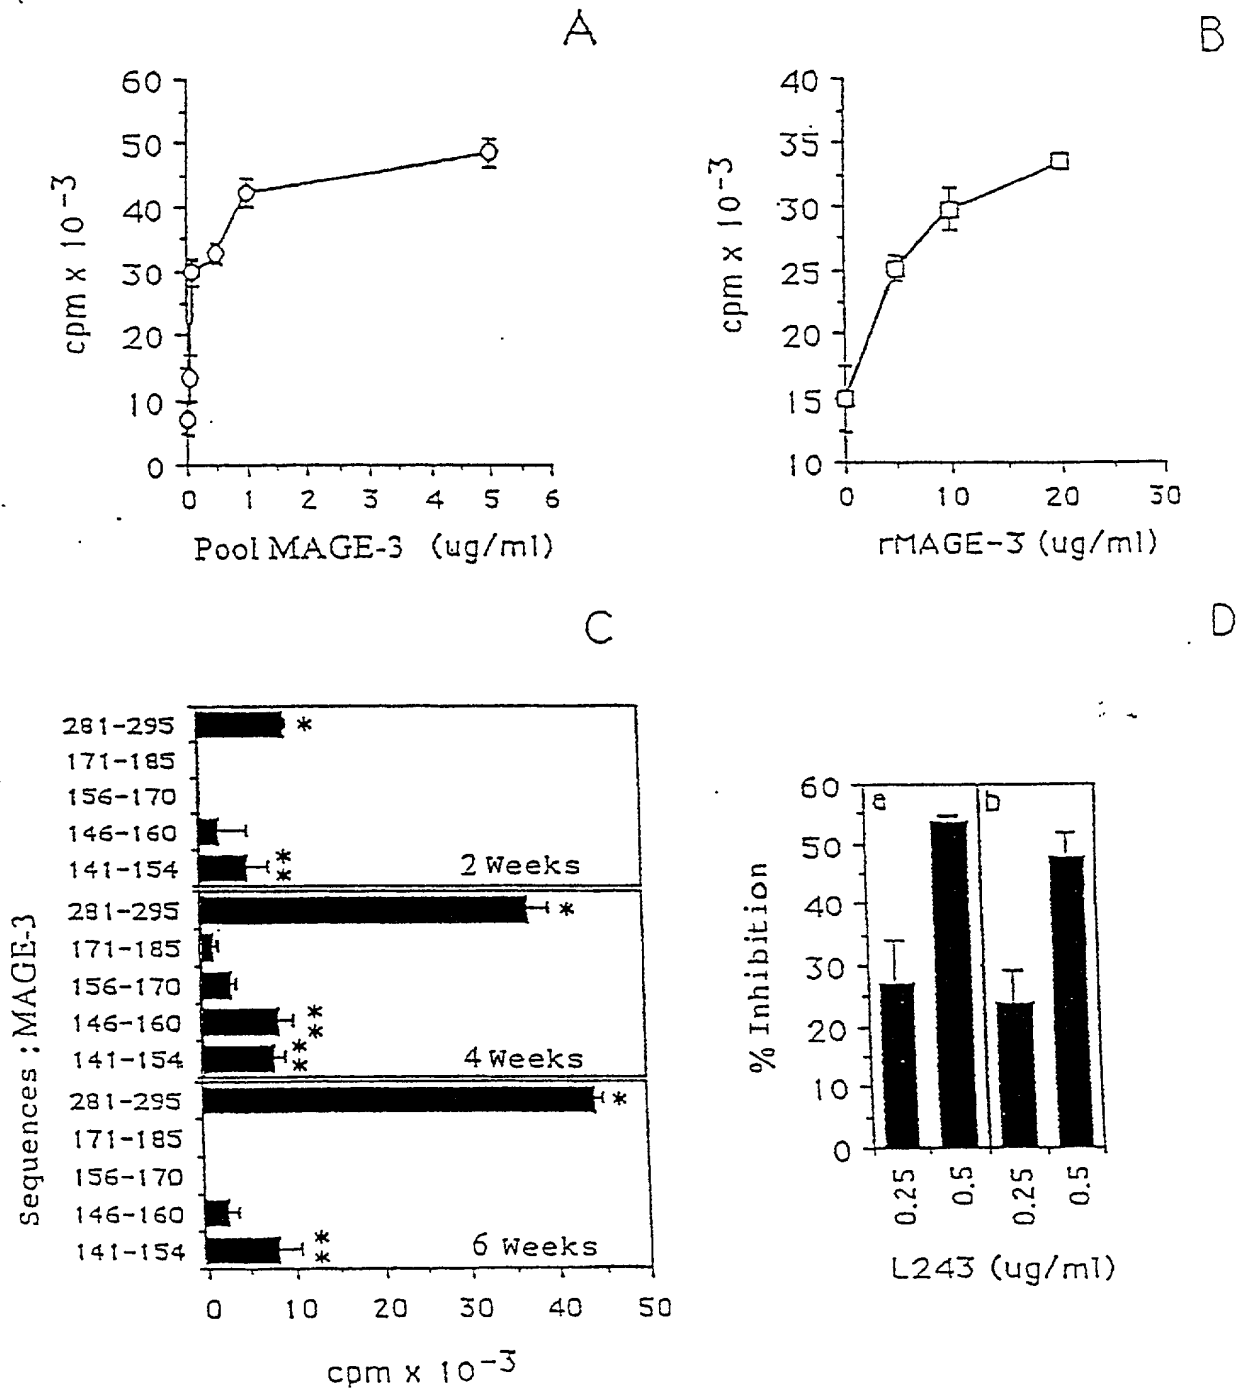 A
60
50
40
30
20
10
0
cpm x 10⁻³
0 1 2 3 4 5 6
Pool MAGE-3 (ug/ml)
B
40
35
30
25
20
15
10
cpm x 10⁻³
0 10 20 30
rMAGE-3 (ug/ml)
C
Sequences : MAGE-3
281-295 *
171-185
156-170
146-160
141-154 **
2 Weeks
281-295 *
171-185
156-170
146-160 **
141-154 **
4 Weeks
281-295 *
171-185
156-170
146-160
141-154 **
6 Weeks
0 10 20 30 40 50
cpm x 10⁻³
D
60
50
40
30
20
10
0
% Inhibition
a b
0.25 0.5 0.25 0.5
L243 (ug/ml)